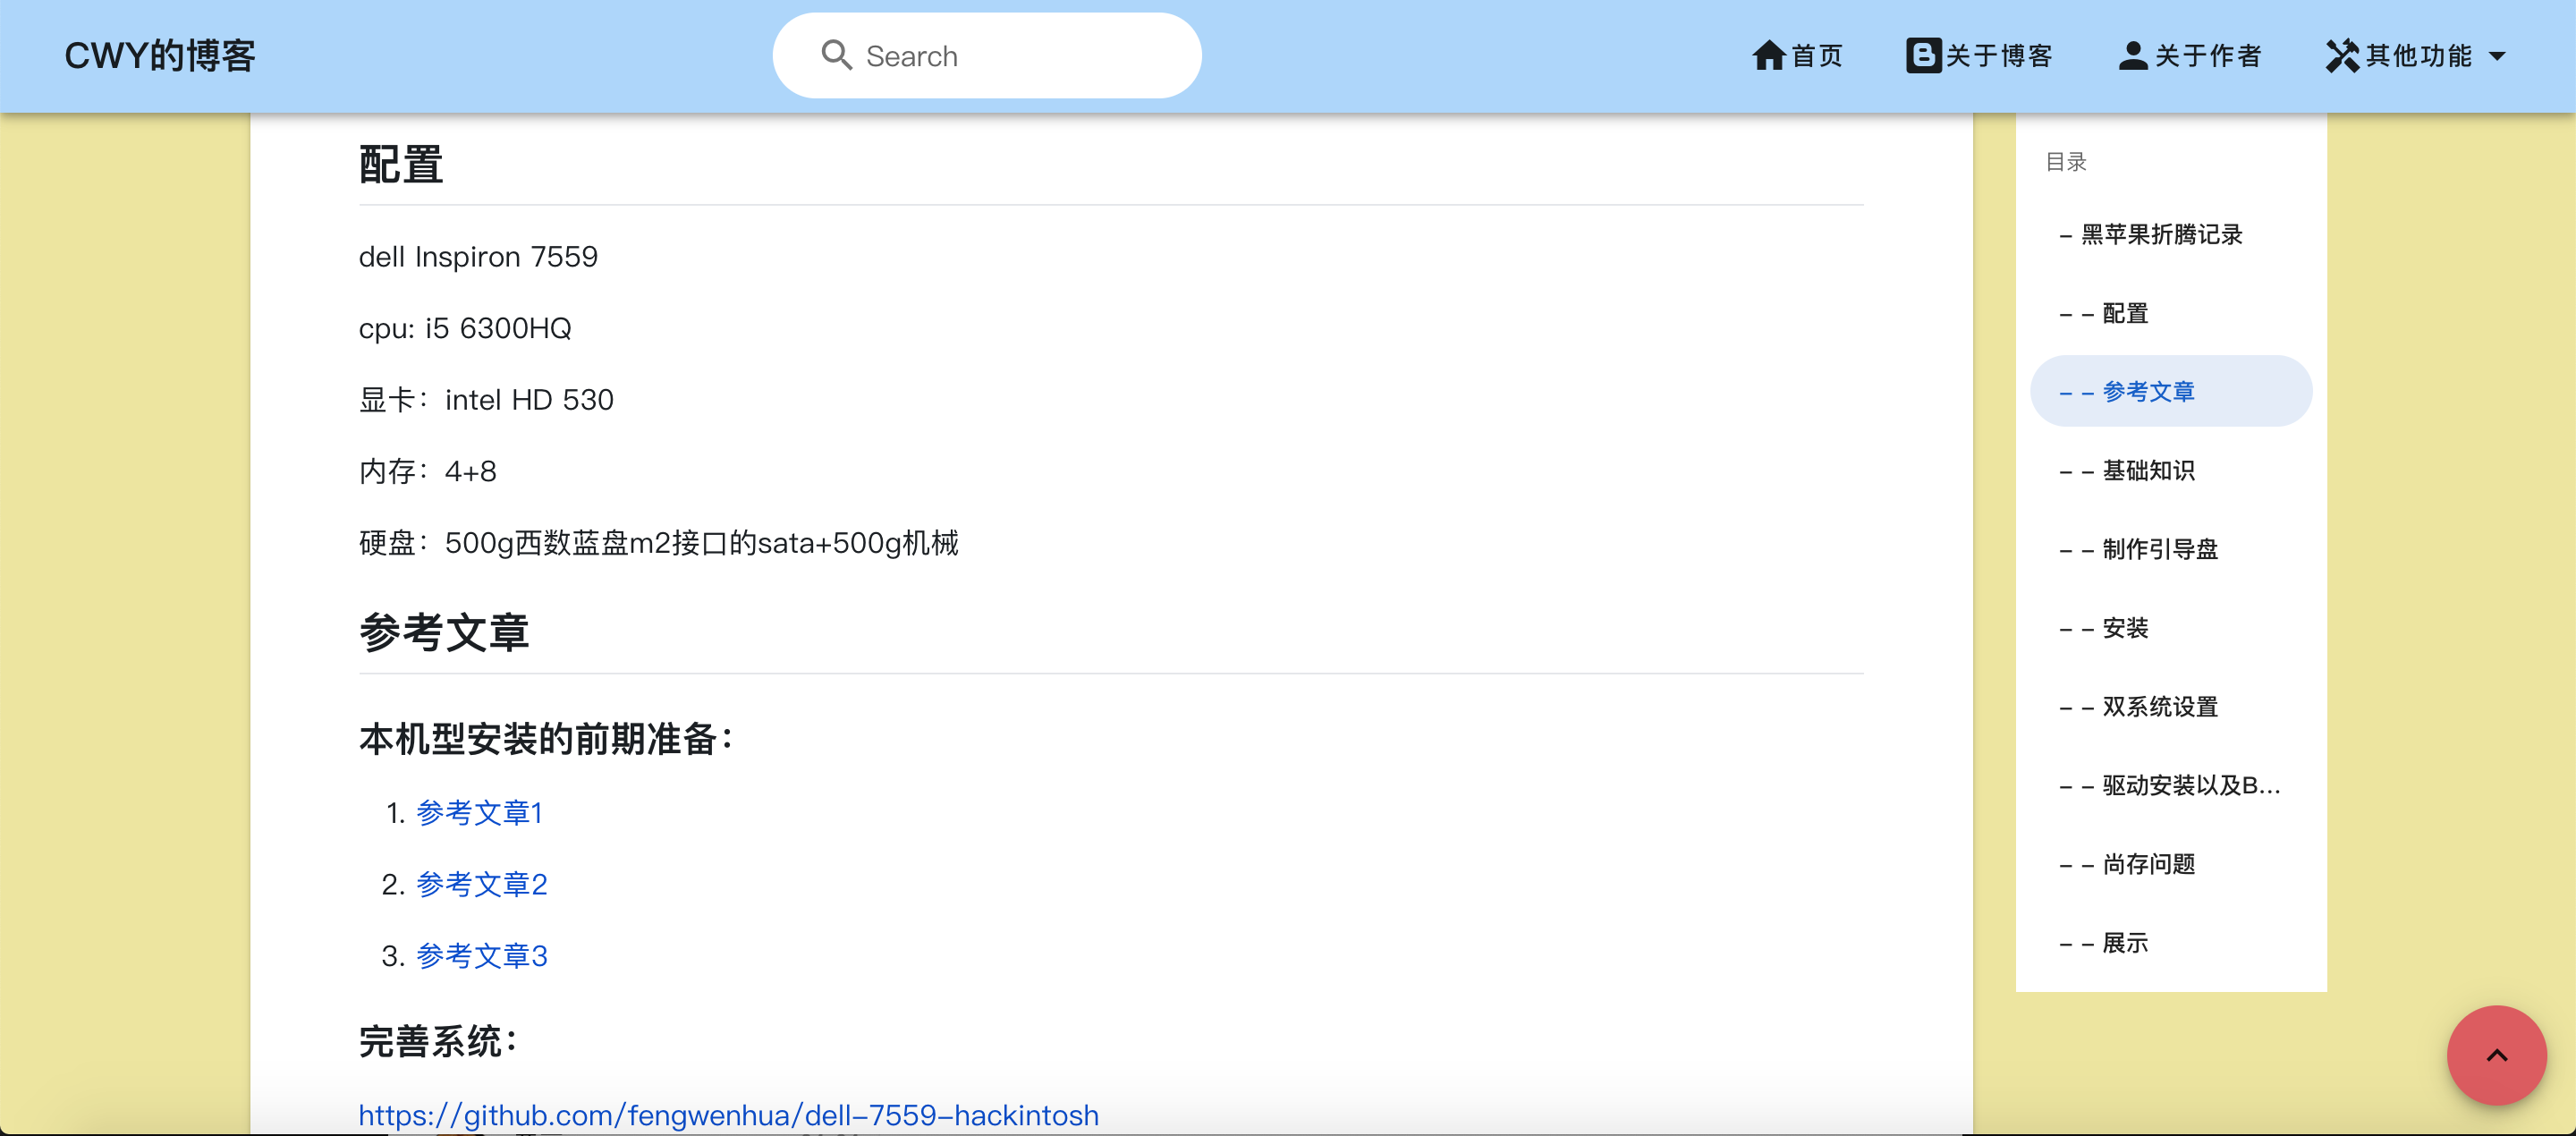 CWY的博客
Search
首页
关于博客
关于作者
其他功能
配置
dell Inspiron 7559
cpu: i5 6300HQ
显卡：intel HD 530
内存：4+8
硬盘：500g西数蓝盘m2接口的sata+500g机械
参考文章
本机型安装的前期准备：
1. 参考文章1
2. 参考文章2
3. 参考文章3
完善系统：
https://github.com/fengwenhua/dell-7559-hackintosh
目录
- 黑苹果折腾记录
- - 配置
- - 参考文章
- - 基础知识
- - 制作引导盘
- - 安装
- - 双系统设置
- - 驱动安装以及B...
- - 尚存问题
- - 展示